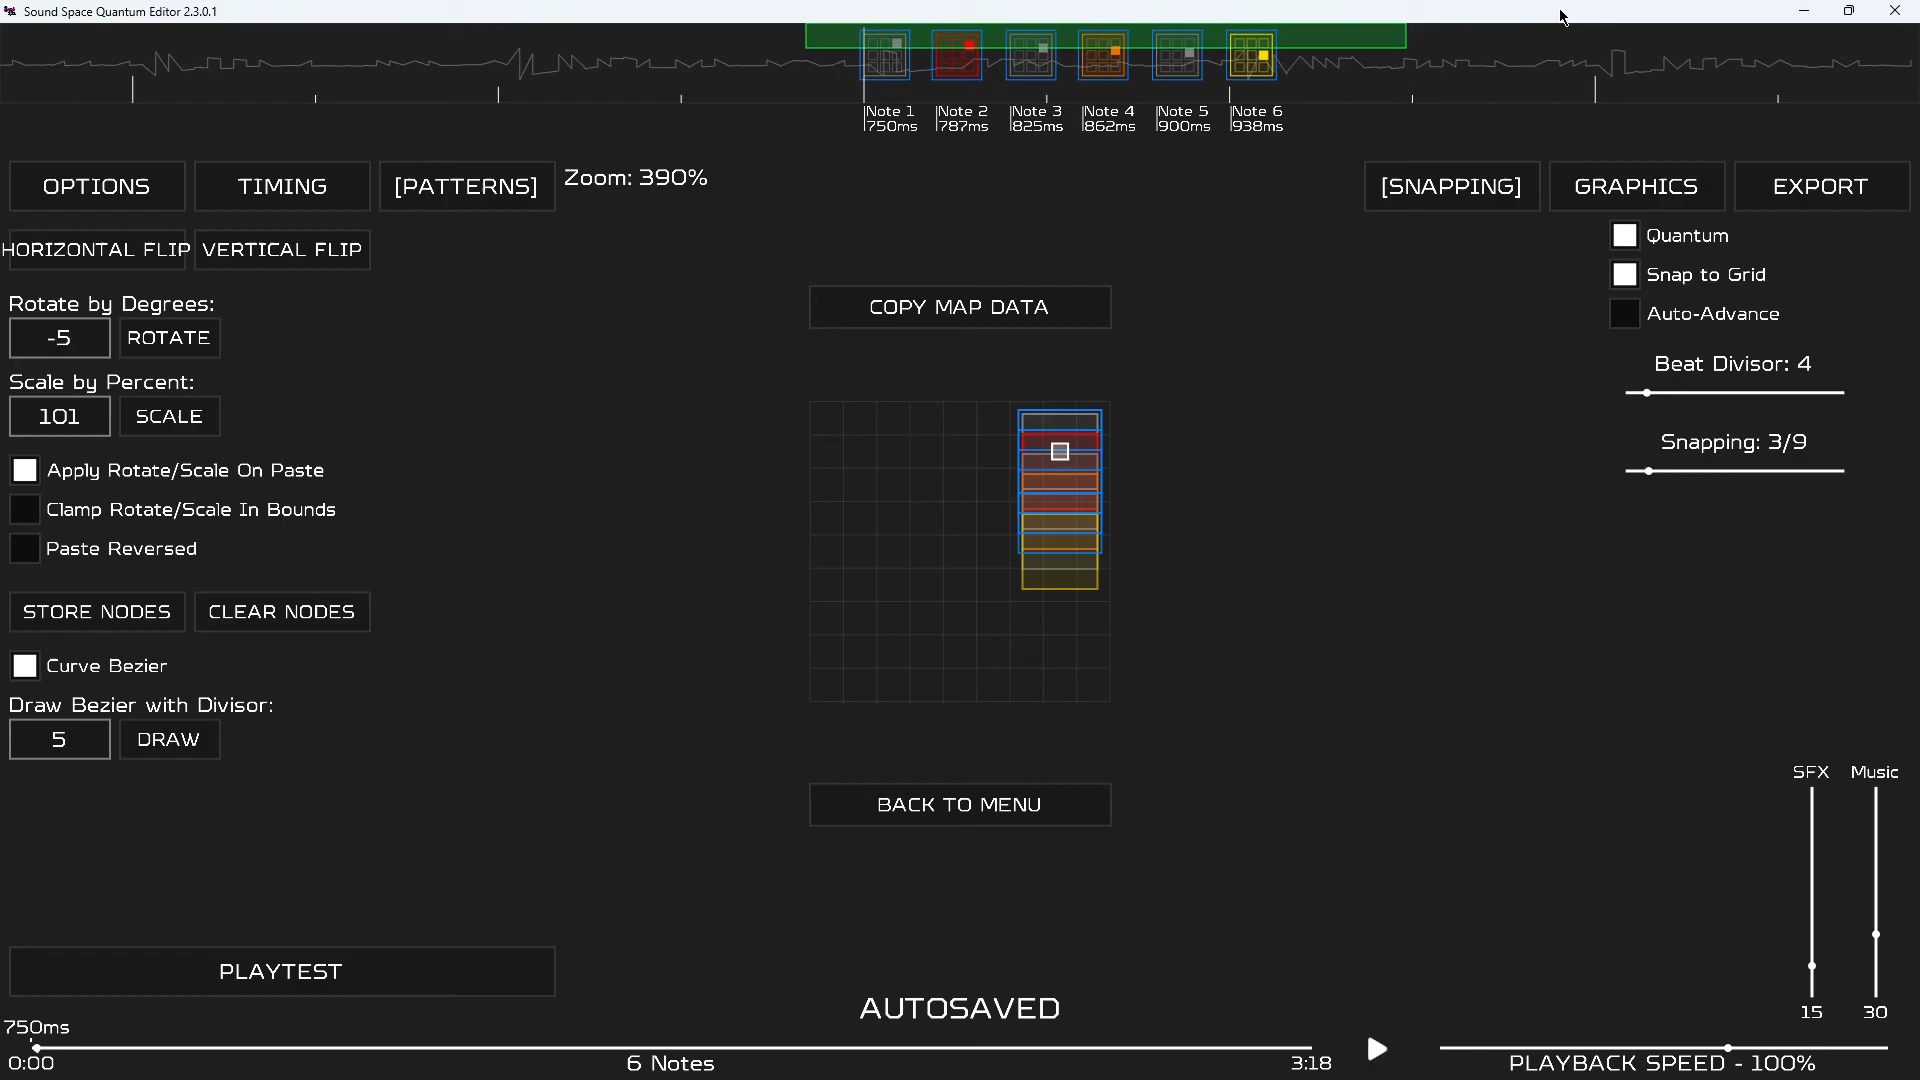 Sound Space Quantum Editor 2.3.0.1
Note 1
750ms
Note 2
787ms
Note 3
825ms
Note 4
862ms
Note 5
900ms
Note 6
938ms
OPTIONS
TIMING
[PATTERNS]
Zoom: 390%
[SNAPPING]
GRAPHICS
EXPORT
HORIZONTAL FLIP
VERTICAL FLIP
Quantum
Snap to Grid
Auto-Advance
Rotate by Degrees:
-5
ROTATE
COPY MAP DATA
Beat Divisor: 4
Scale by Percent:
101
SCALE
Snapping: 3/9
Apply Rotate/Scale On Paste
Clamp Rotate/Scale In Bounds
Paste Reversed
STORE NODES
CLEAR NODES
Curve Bezier
Draw Bezier with Divisor:
5
DRAW
BACK TO MENU
SFX
Music
15
30
PLAYTEST
AUTOSAVED
750ms
0:00
6 Notes
3:18
PLAYBACK SPEED - 100%